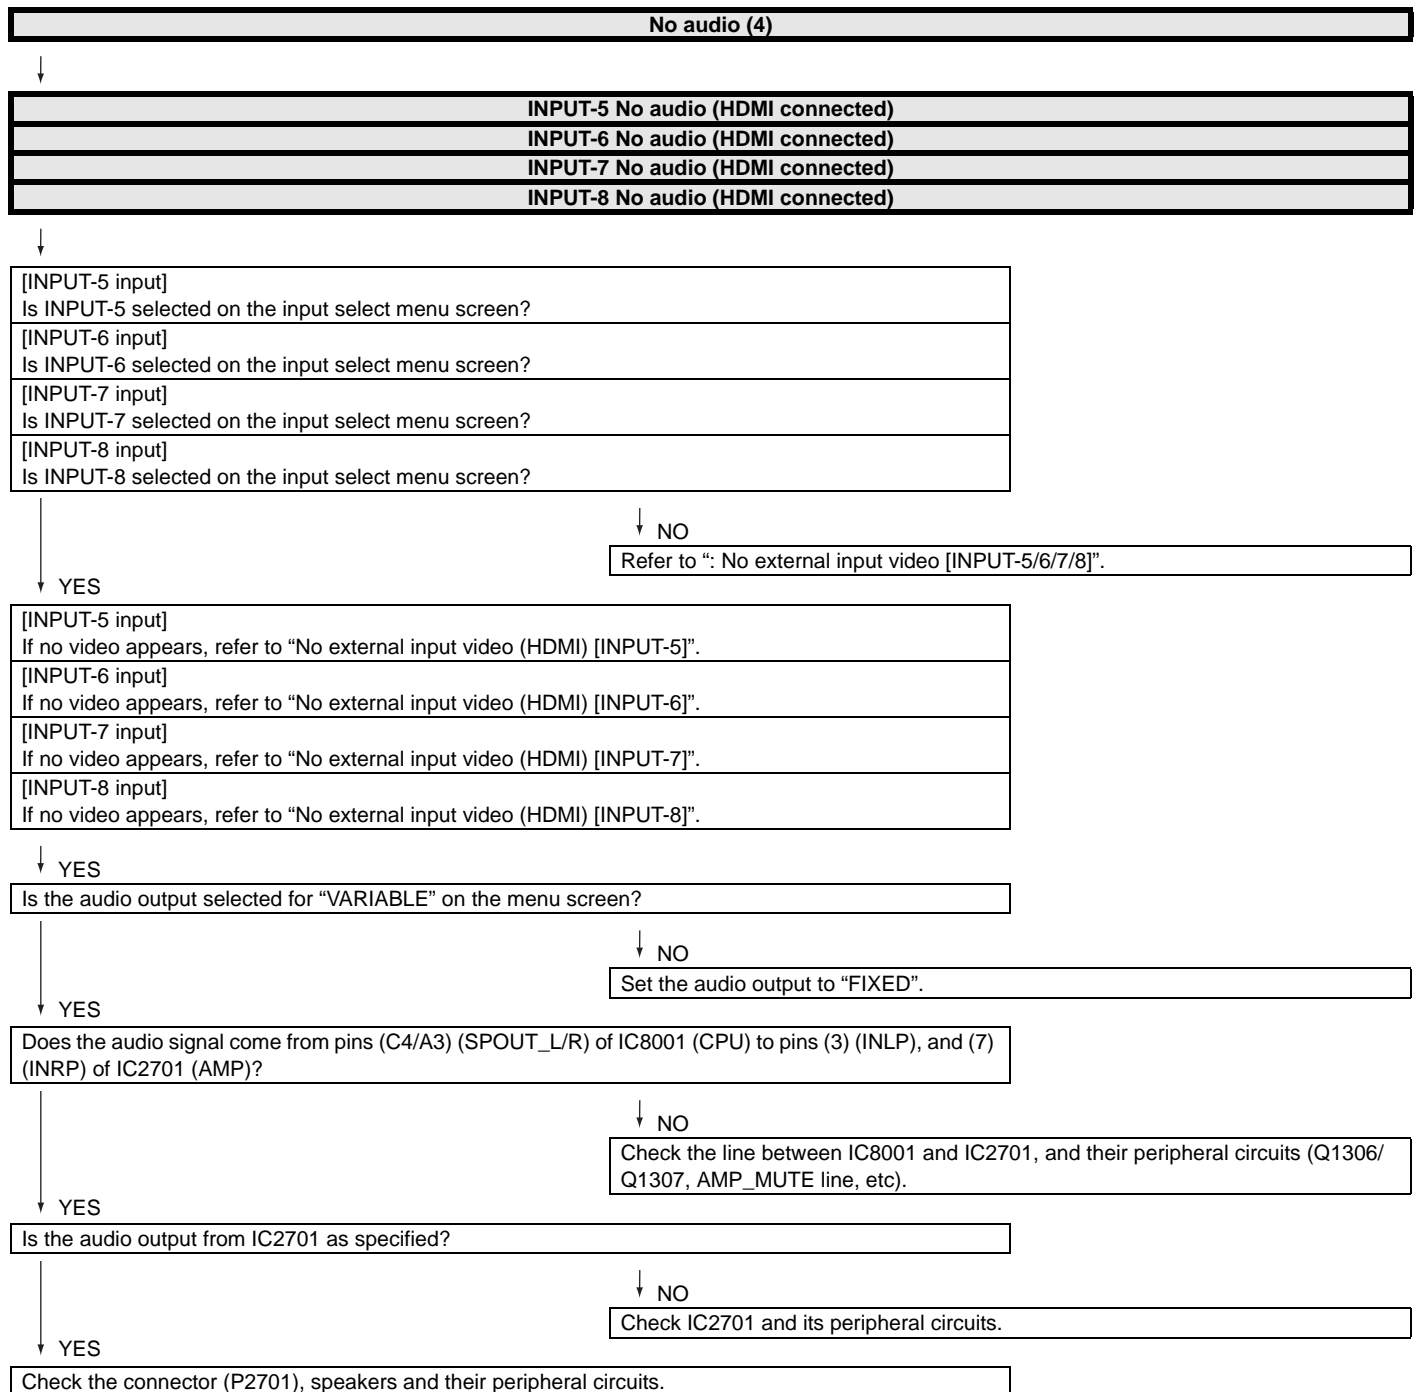 No audio (4)
INPUT-5 No audio (HDMI connected)
INPUT-6 No audio (HDMI connected)
INPUT-7 No audio (HDMI connected)
INPUT-8 No audio (HDMI connected)
[INPUT-5 input]
Is INPUT-5 selected on the input select menu screen?
[INPUT-6 input]
Is INPUT-6 selected on the input select menu screen?
[INPUT-7 input]
Is INPUT-7 selected on the input select menu screen?
[INPUT-8 input]
Is INPUT-8 selected on the input select menu screen?
NO
Refer to “: No external input video [INPUT-5/6/7/8]”.
YES
[INPUT-5 input]
If no video appears, refer to “No external input video (HDMI) [INPUT-5]”.
[INPUT-6 input]
If no video appears, refer to “No external input video (HDMI) [INPUT-6]”.
[INPUT-7 input]
If no video appears, refer to “No external input video (HDMI) [INPUT-7]”.
[INPUT-8 input]
If no video appears, refer to “No external input video (HDMI) [INPUT-8]”.
YES
Is the audio output selected for “VARIABLE” on the menu screen?
NO
Set the audio output to “FIXED”.
YES
Does the audio signal come from pins (C4/A3) (SPOUT_L/R) of IC8001 (CPU) to pins (3) (INLP), and (7)
(INRP) of IC2701 (AMP)?
NO
Check the line between IC8001 and IC2701, and their peripheral circuits (Q1306/
Q1307, AMP_MUTE line, etc).
YES
Is the audio output from IC2701 as specified?
NO
Check IC2701 and its peripheral circuits.
YES
Check the connector (P2701), speakers and their peripheral circuits.